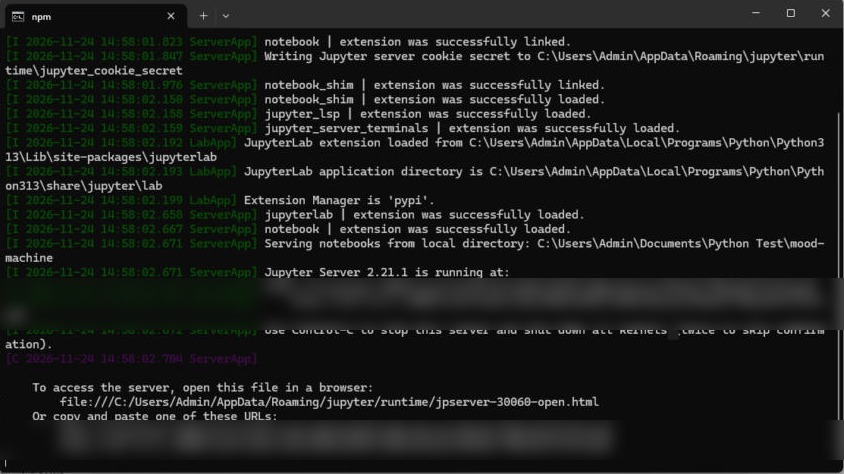 npm
[I 2026-11-24 14:58:01.823 ServerApp] notebook | extension was successfully linked.
[I 2026-11-24 14:58:01.847 ServerApp] Writing Jupyter server cookie secret to C:\Users\Admin\AppData\Roaming\jupyter\run
time\jupyter_cookie_secret
[I 2026-11-24 14:58:01.976 ServerApp] notebook_shim | extension was successfully linked.
[I 2026-11-24 14:58:02.150 ServerApp] notebook_shim | extension was successfully loaded.
[I 2026-11-24 14:58:02.158 ServerApp] jupyter_lsp | extension was successfully loaded.
[I 2026-11-24 14:58:02.159 ServerApp] jupyter_server_terminals | extension was successfully loaded.
[I 2026-11-24 14:58:02.192 LabApp] JupyterLab extension loaded from C:\Users\Admin\AppData\Local\Programs\Python\Python3
13\Lib\site-packages\jupyterlab
[I 2026-11-24 14:58:02.193 LabApp] JupyterLab application directory is C:\Users\Admin\AppData\Local\Programs\Python\Pyth
on313\share\jupyter\lab
[I 2026-11-24 14:58:02.199 LabApp] Extension Manager is 'pypi'.
[I 2026-11-24 14:58:02.658 ServerApp] jupyterlab | extension was successfully loaded.
[I 2026-11-24 14:58:02.667 ServerApp] notebook | extension was successfully loaded.
[I 2026-11-24 14:58:02.671 ServerApp] Serving notebooks from local directory: C:\Users\Admin\Documents\Python Test\mood-
machine
[I 2026-11-24 14:58:02.671 ServerApp] Jupyter Server 2.21.1 is running at:
[I 2026-11-24 14:58:02.672 ServerApp] Use Control-C to stop this server and shut down all kernels (twice to skip confirm
ation).
[C 2026-11-24 14:58:02.784 ServerApp]
To access the server, open this file in a browser:
file:///C:/Users/Admin/AppData/Roaming/jupyter/runtime/jpserver-30060-open.html
Or copy and paste one of these URLs: